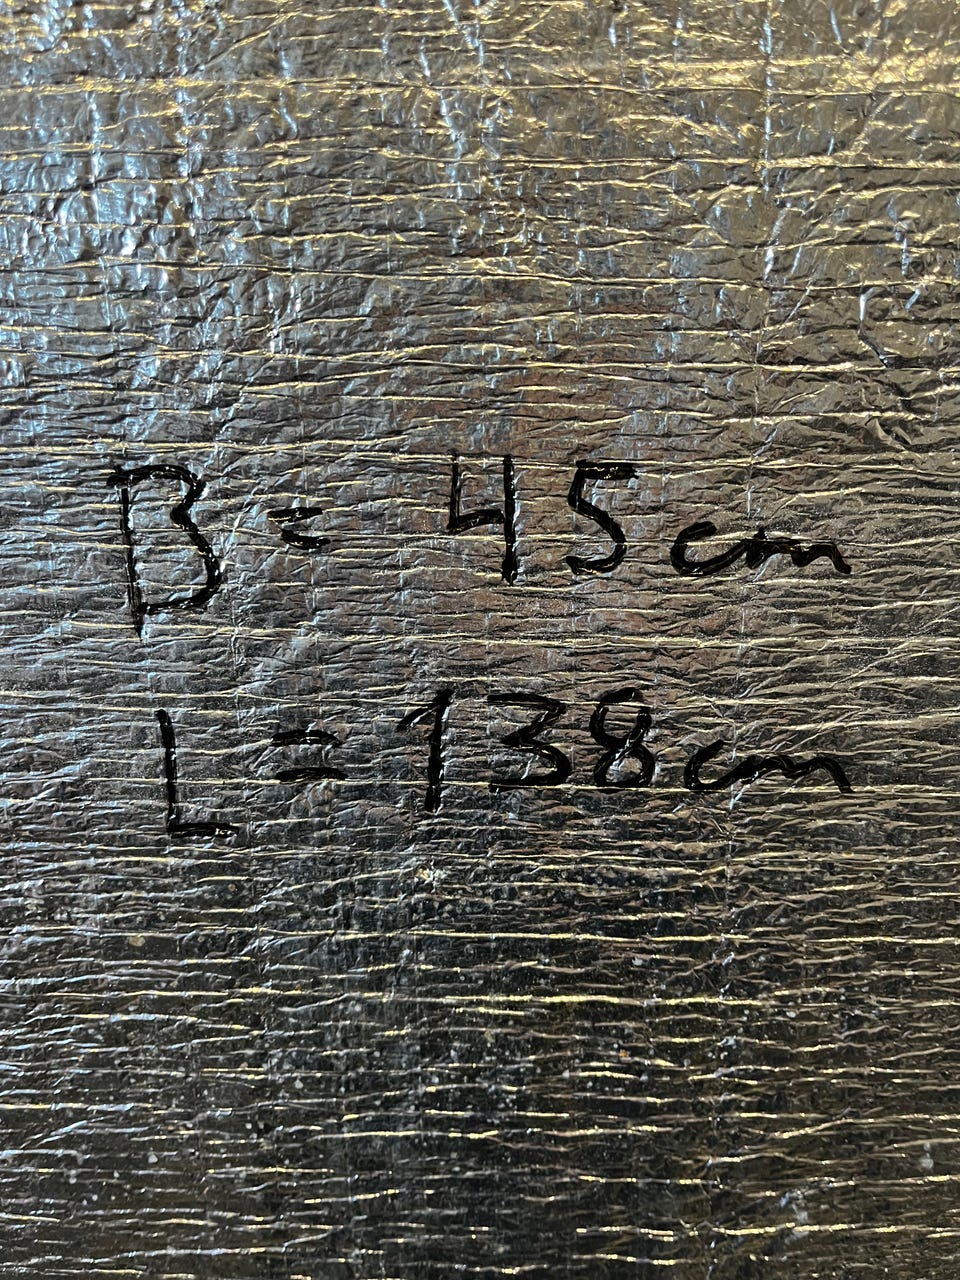 B = 45cm
L = 138cm